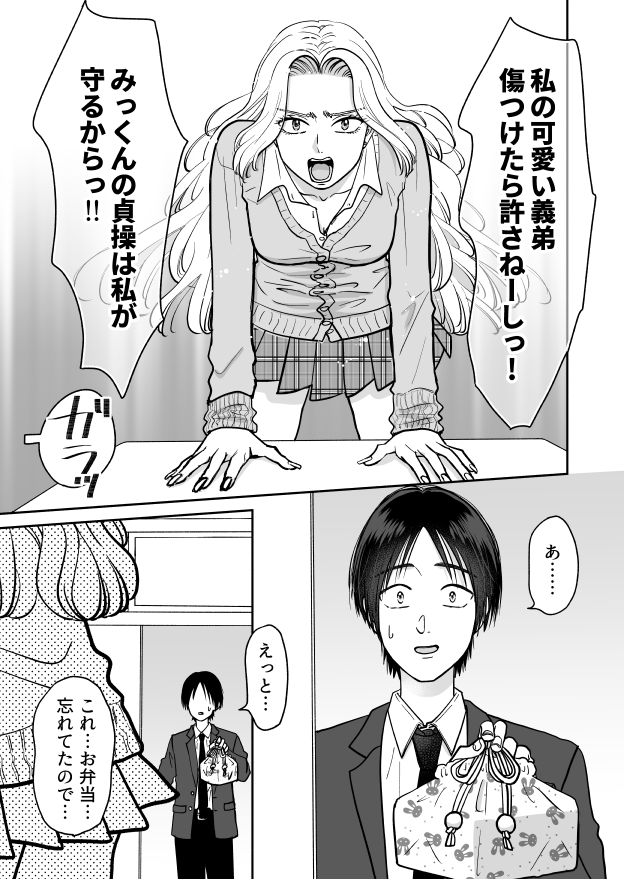 私の可愛い義弟
傷つけたら許さねーしっ！
みっくんの貞操は私が
守るからっ!!
ガラッ
あ……
えっと…
これ…お弁当…
忘れてたので…